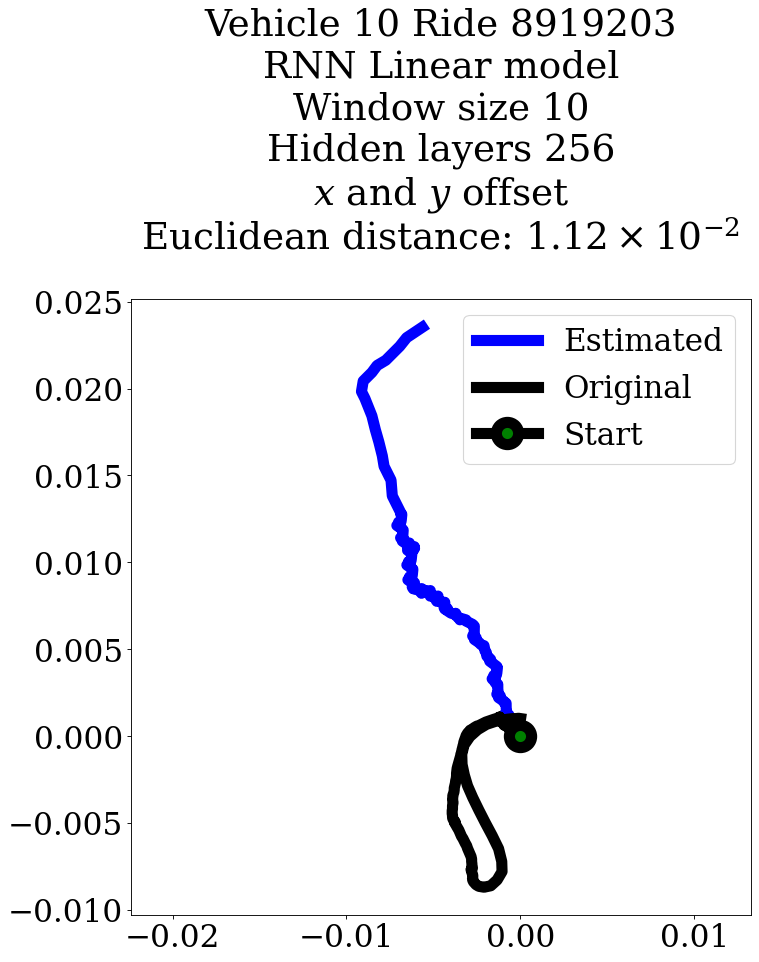 Vehicle 10 Ride 8919203
RNN Linear model
Window size 10
Hidden layers 256
x and y offset
Euclidean distance: 1.12 × 10⁻²
Estimated
Original
Start
0.025
0.020
0.015
0.010
0.005
0.000
−0.005
−0.010
−0.02 −0.01 0.00 0.01